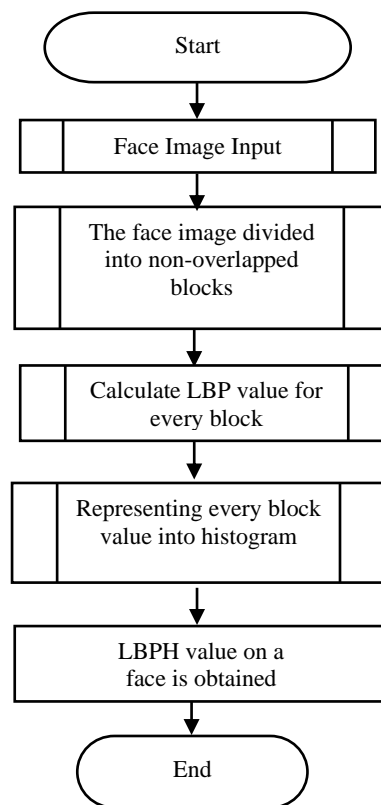 Start
Face Image Input
The face image divided
into non-overlapped
blocks
Calculate LBP value for
every block
Representing every block
value into histogram
LBPH value on a
face is obtained
End